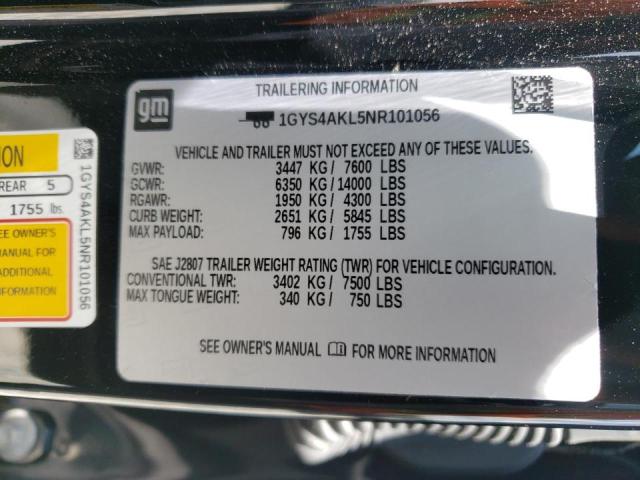 gm
TRAILERING INFORMATION
1GYS4AKL5NR101056
VEHICLE AND TRAILER MUST NOT EXCEED ANY OF THESE VALUES
GVWR: 3447 KG / 7600 LBS
GCWR: 6350 KG / 14000 LBS
RGAWR: 1950 KG / 4300 LBS
CURB WEIGHT: 2651 KG / 5845 LBS
MAX PAYLOAD: 796 KG / 1755 LBS
SAE J2807 TRAILER WEIGHT RATING (TWR) FOR VEHICLE CONFIGURATION.
CONVENTIONAL TWR: 3402 KG / 7500 LBS
MAX TONGUE WEIGHT: 340 KG / 750 LBS
SEE OWNER'S MANUAL FOR MORE INFORMATION
ION
REAR 5
1755 lbs.
EE OWNER'S
MANUAL FOR
ADDITIONAL
NFORMATION
1GYS4AKL5NR101056